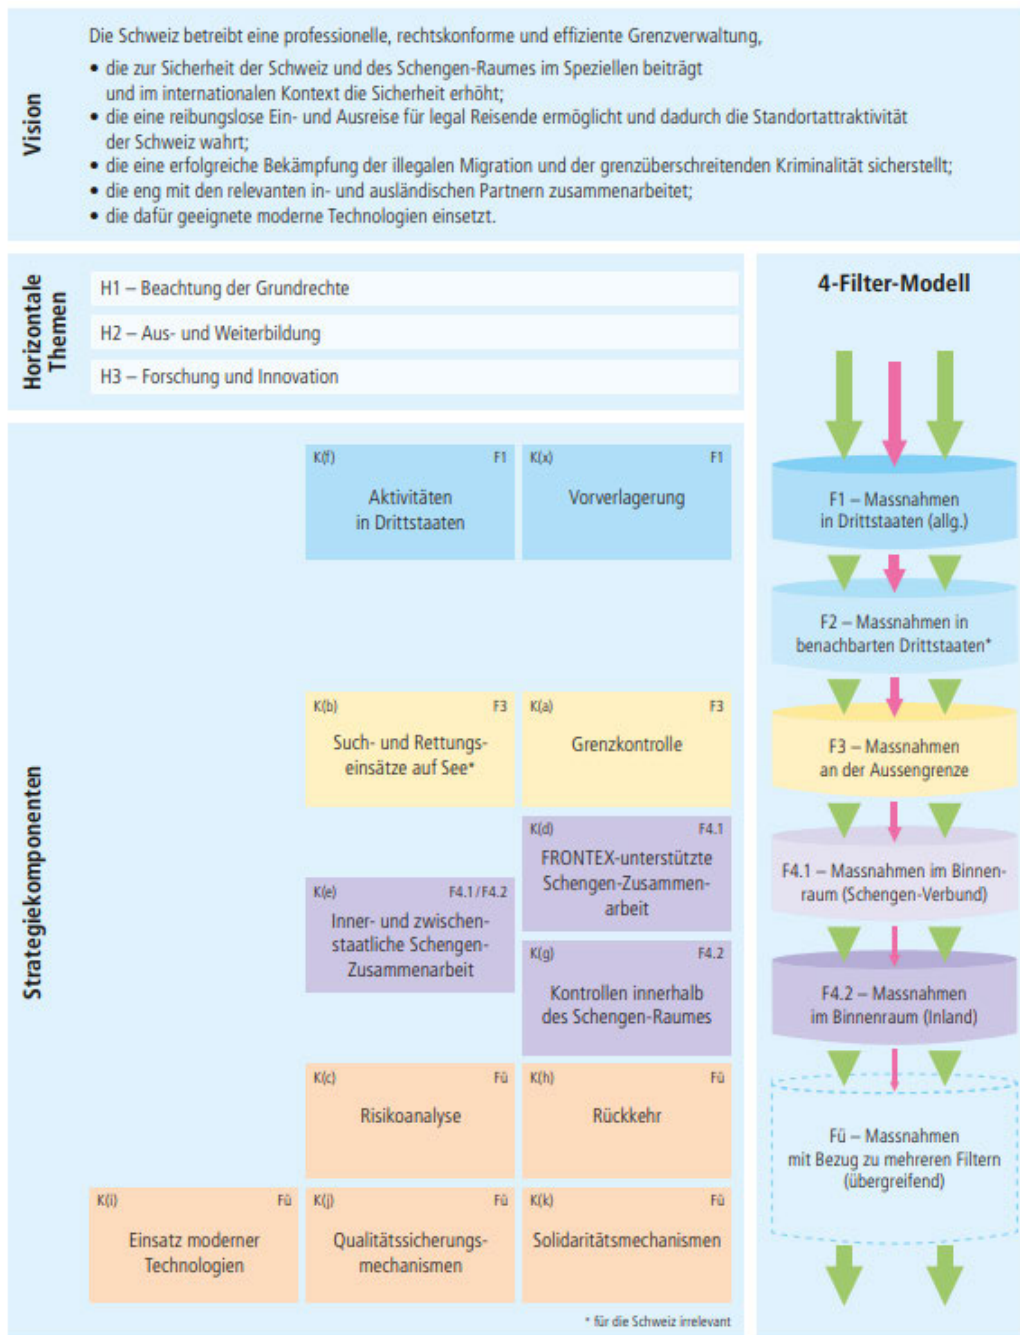 Vision
Die Schweiz betreibt eine professionelle, rechtskonforme und effiziente Grenzverwaltung,
• die zur Sicherheit der Schweiz und des Schengen-Raumes im Speziellen beiträgt
und im internationalen Kontext die Sicherheit erhöht;
• die eine reibungslose Ein- und Ausreise für legal Reisende ermöglicht und dadurch die Standortattraktivität
der Schweiz wahrt;
• die eine erfolgreiche Bekämpfung der illegalen Migration und der grenzüberschreitenden Kriminalität sicherstellt;
• die eng mit den relevanten in- und ausländischen Partnern zusammenarbeitet;
• die dafür geeignete moderne Technologien einsetzt.
Horizontale
Themen
H1 – Beachtung der Grundrechte
H2 – Aus- und Weiterbildung
H3 – Forschung und Innovation
Strategiekomponenten
K(f) F1
Aktivitäten
in Drittstaaten
K(x) F1
Vorverlagerung
K(b) F3
Such- und Rettungs-
einsätze auf See*
K(a) F3
Grenzkontrolle
K(d) F4.1
FRONTEX-unterstützte
Schengen-Zusammen-
arbeit
K(e) F4.1/F4.2
Inner- und zwischen-
staatliche Schengen-
Zusammenarbeit
K(g) F4.2
Kontrollen innerhalb
des Schengen-Raumes
K(c) Fü
Risikoanalyse
K(h) Fü
Rückkehr
K(i) Fü
Einsatz moderner
Technologien
K(j) Fü
Qualitätssicherungs-
mechanismen
K(k) Fü
Solidaritätsmechanismen
* für die Schweiz irrelevant
4-Filter-Modell
F1 – Massnahmen
in Drittstaaten (allg.)
F2 – Massnahmen in
benachbarten Drittstaaten*
F3 – Massnahmen
an der Aussengrenze
F4.1 – Massnahmen im Binnen-
raum (Schengen-Verbund)
F4.2 – Massnahmen
im Binnenraum (Inland)
Fü – Massnahmen
mit Bezug zu mehreren Filtern
(übergreifend)